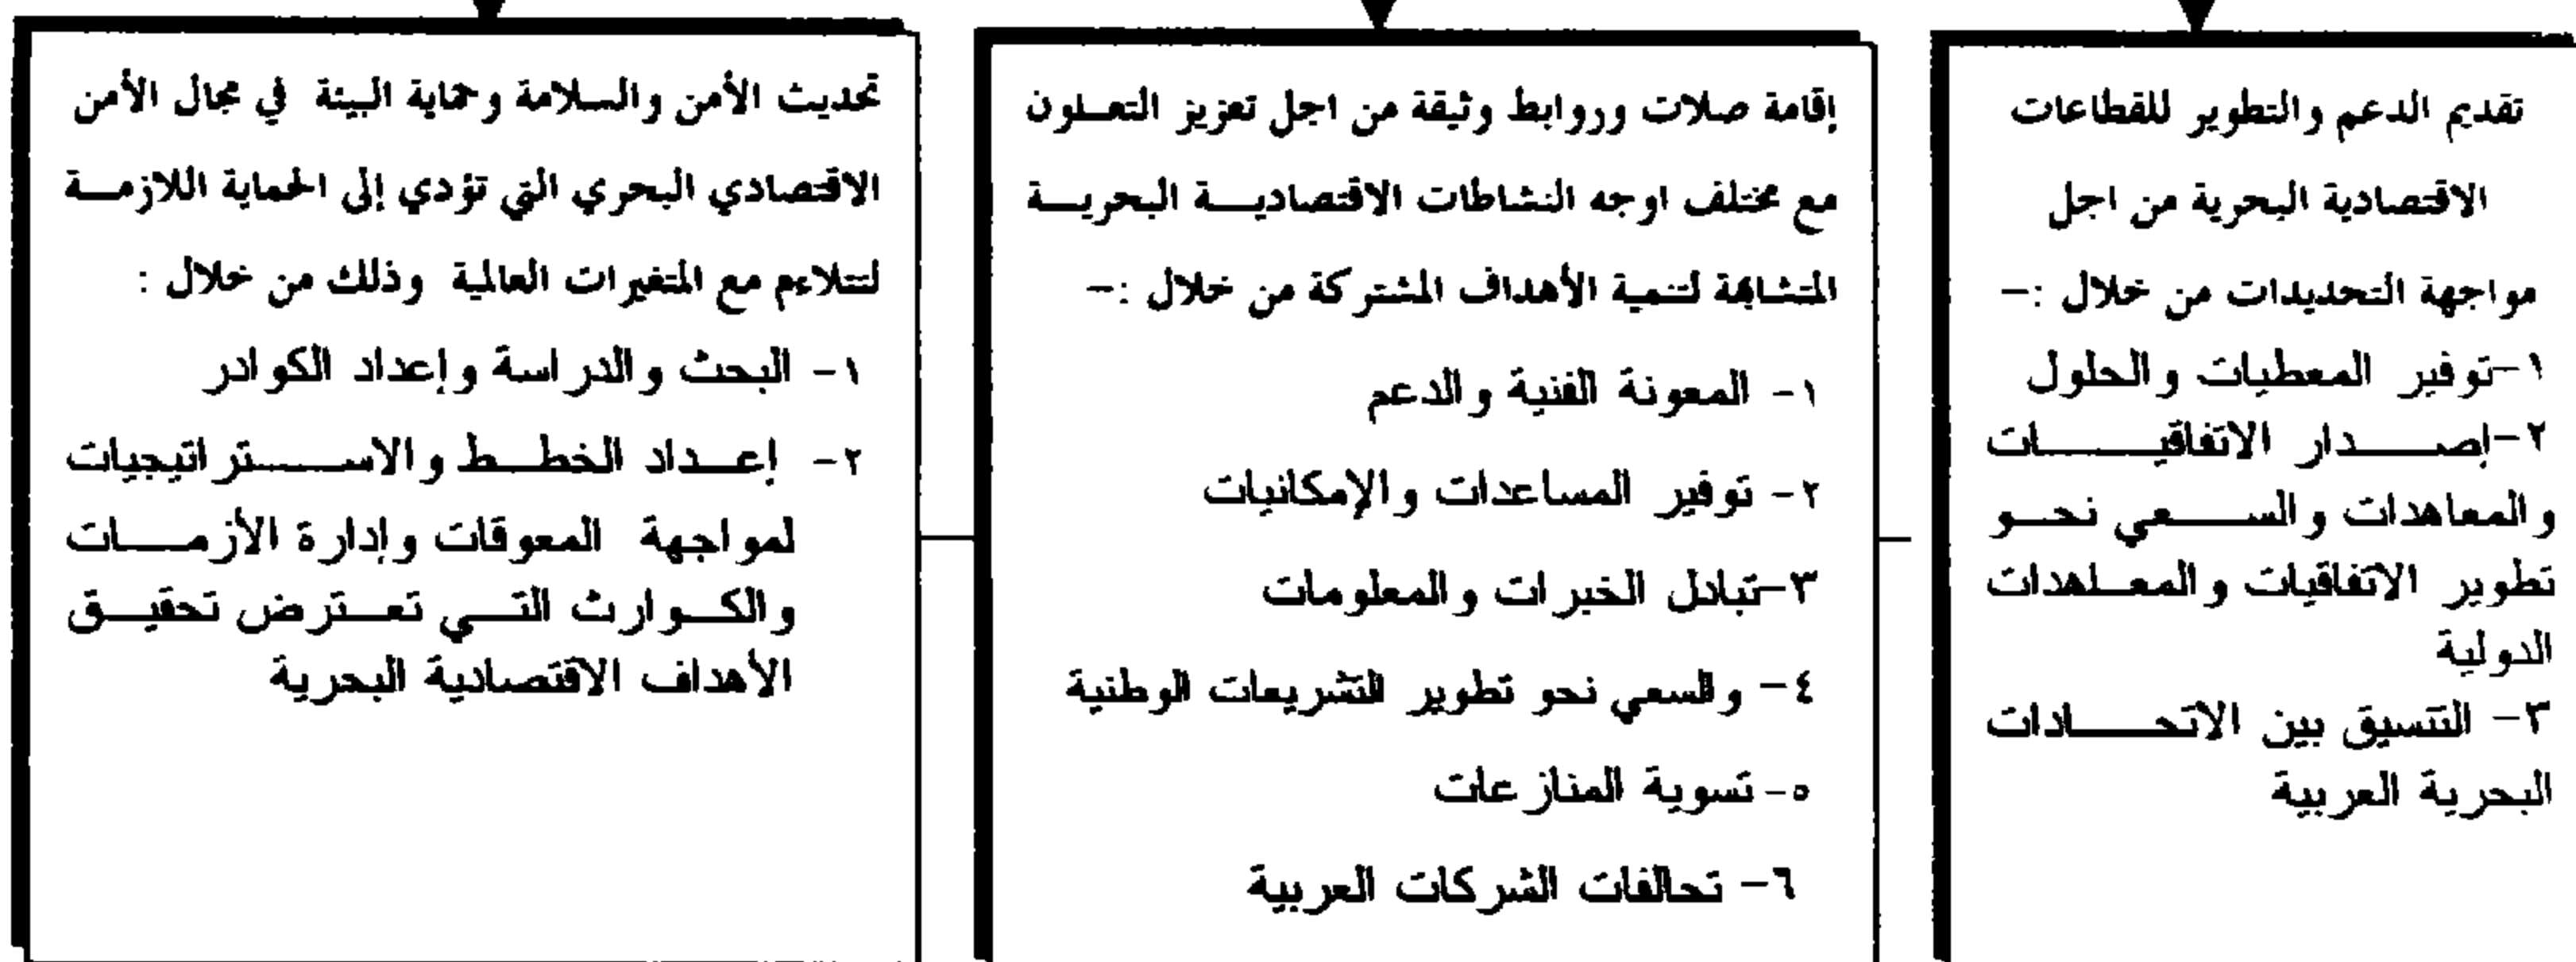 تقديم الدعم والتطوير للقطاعات
الاقتصادية البحرية من اجل
مواجهة التحديدات من خلال :-
١-توفير المعطيات والحلول
٢-إصدار الاتفاقيات
والمعاهدات والسعي نحو
تطوير الاتفاقيات والمعاهدات
الدولية
٣- التنسيق بين الاتحادات
البحرية العربية
إقامة صلات وروابط وثيقة من اجل تعزيز التعاون
مع مختلف اوجه النشاطات الاقتصادية البحرية
المتشابهة لتنمية الأهداف المشتركة من خلال :-
١- المعونة الفنية والدعم
٢- توفير المساعدات والإمكانيات
٣-تبادل الخبرات والمعلومات
٤- والسعي نحو تطوير التشريعات الوطنية
٥- تسوية المنازعات
٦- تحالفات الشركات العربية
تحديث الأمن والسلامة وحماية البيئة في مجال الأمن
الاقتصادي البحري التي تؤدي إلى الحماية اللازمة
لتتلاءم مع المتغيرات العالمية وذلك من خلال :
١- البحث والدراسة وإعداد الكوادر
٢- إعداد الخطط والاستراتيجيات
لمواجهة المعوقات وإدارة الأزمات
والكوارث التي تعترض تحقيق
الأهداف الاقتصادية البحرية